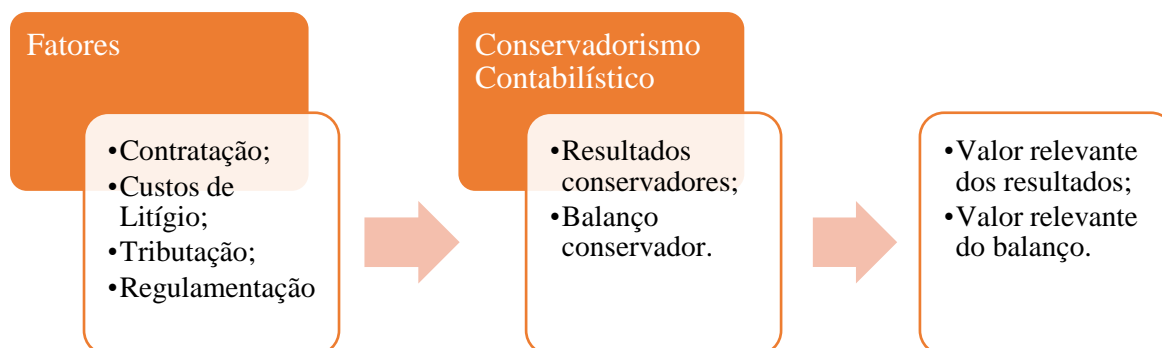 Fatores
•Contratação;
•Custos de
Litígio;
•Tributação;
•Regulamentação
Conservadorismo
Contabilístico
•Resultados
conservadores;
•Balanço
conservador.
•Valor relevante
dos resultados;
•Valor relevante
do balanço.